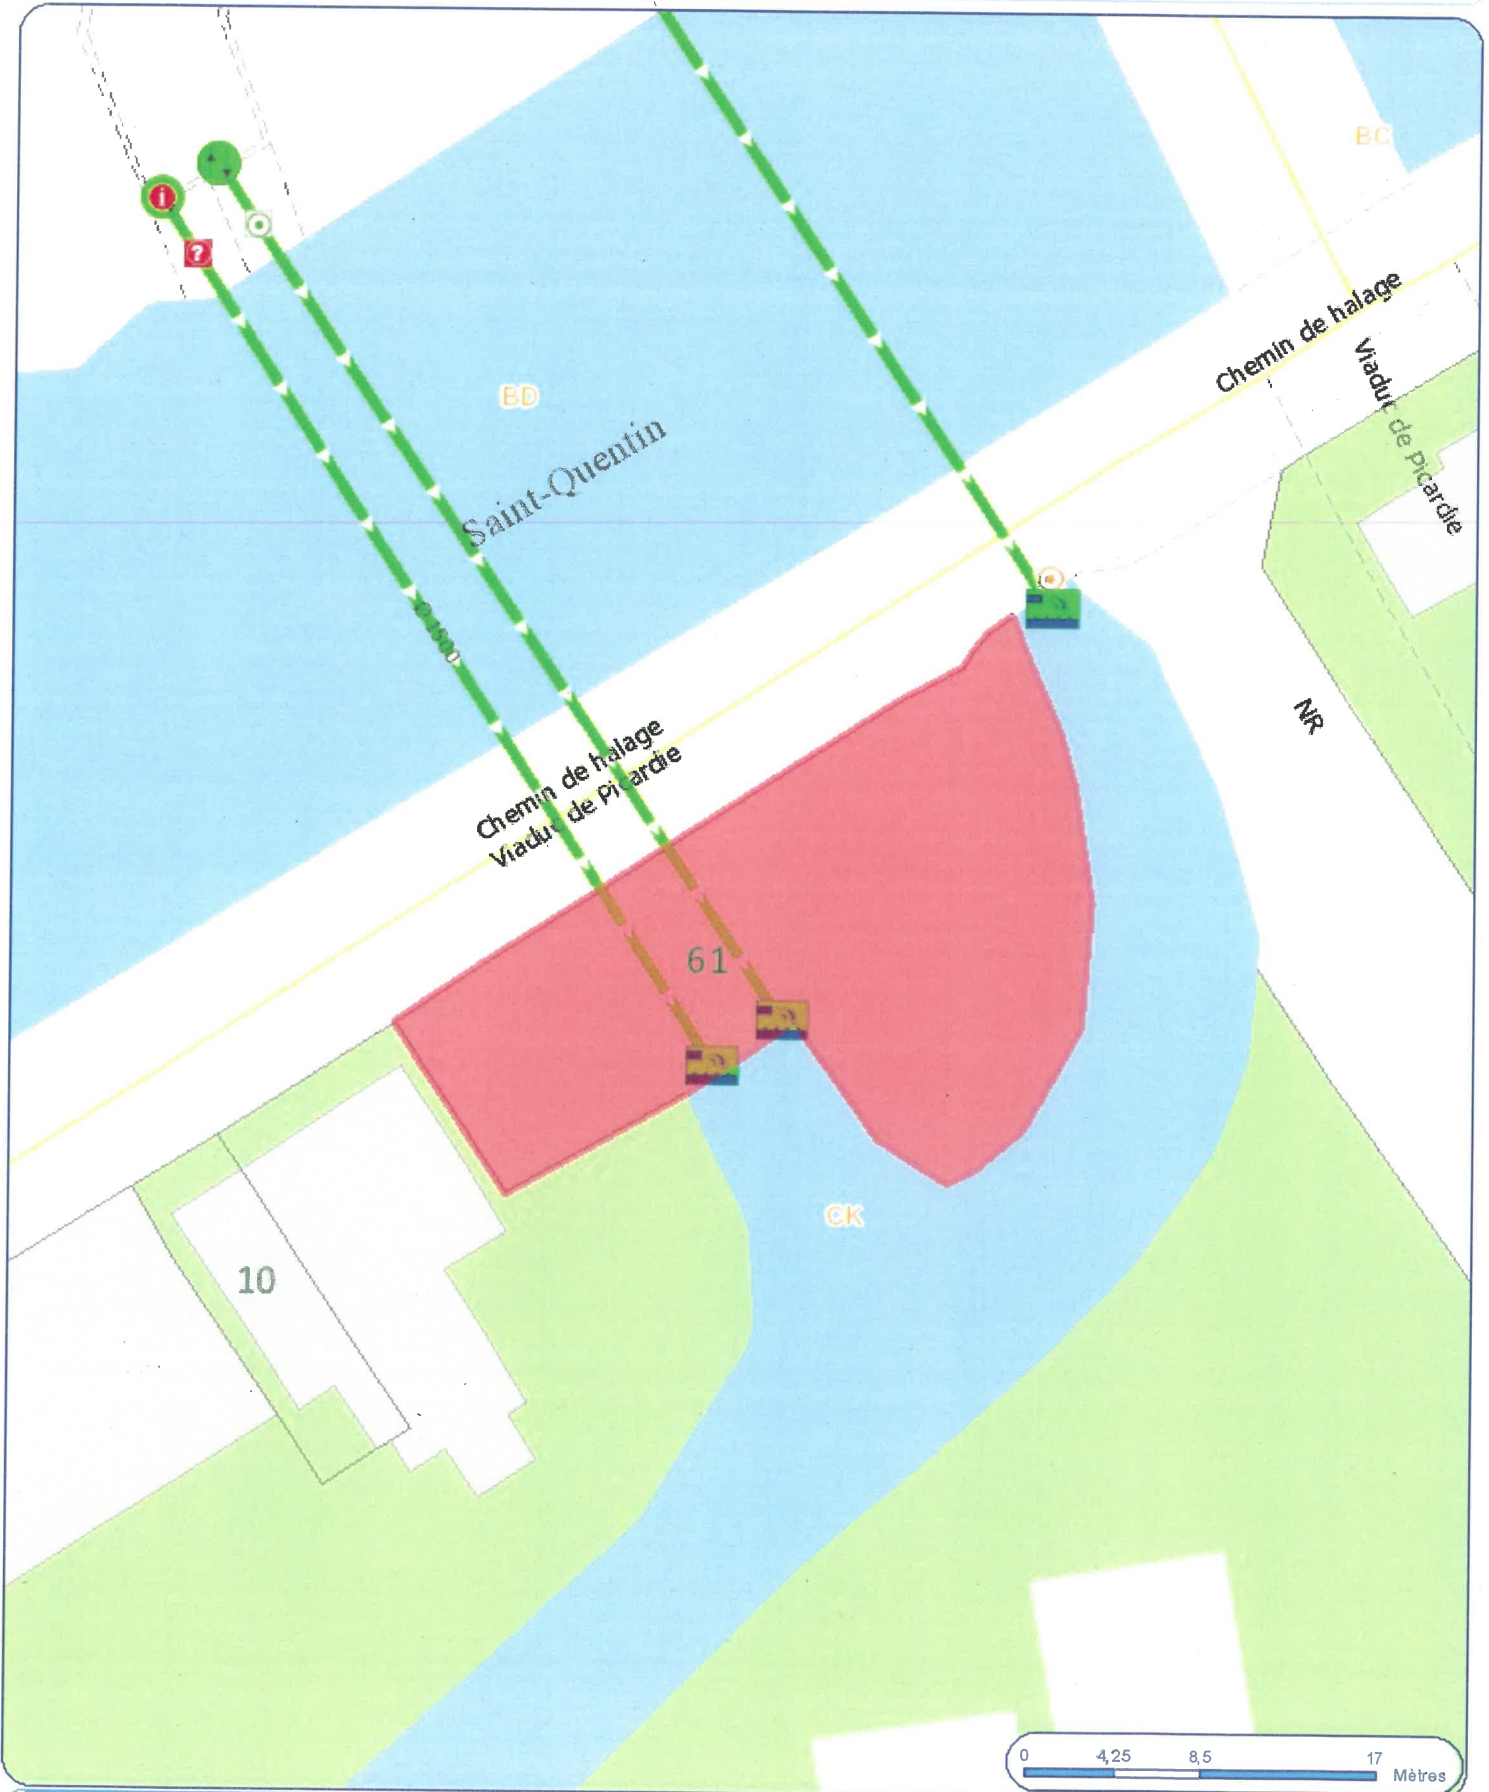 BC
i
?
Chemin de halage
Viaduc de Picardie
BD
Saint-Quentin
1500
NR
Chemin de halage
Viaduc de Picardie
61
CK
10
0 4,25 8,5 17
Mètres